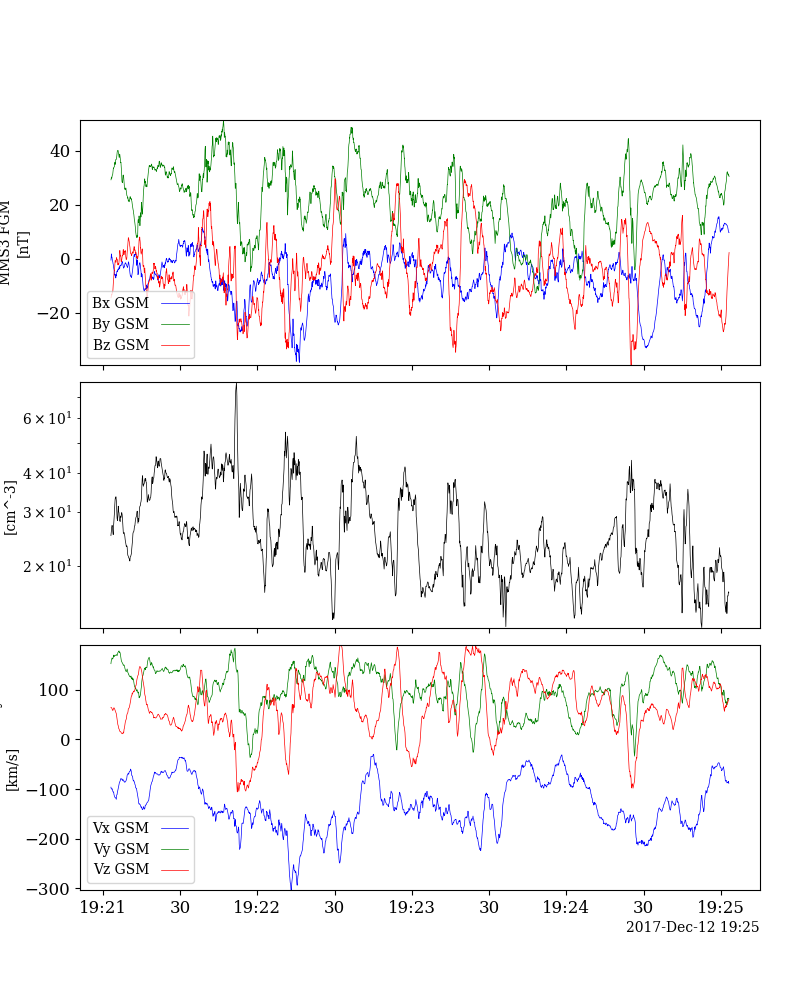 40
20
0
−20
MMS3 FGM
[nT]
Bx GSM
By GSM
Bz GSM
6 × 10¹
4 × 10¹
3 × 10¹
2 × 10¹
[cm^-3]
100
0
−100
−200
−300
[km/s]
Vx GSM
Vy GSM
Vz GSM
19:21 30 19:22 30 19:23 30 19:24 30 19:25
2017-Dec-12 19:25